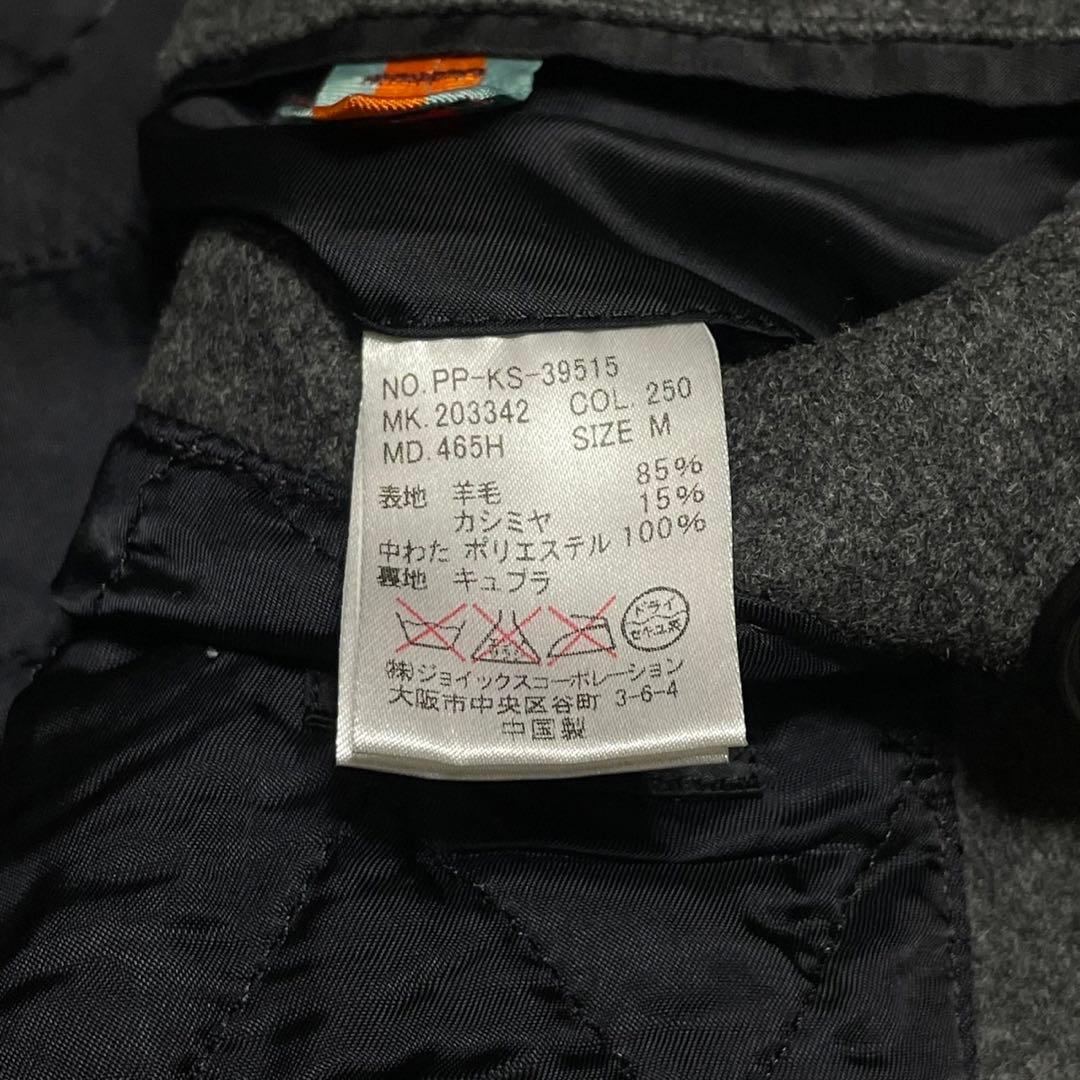 NO. PP-KS-39515
MK. 203342 COL. 250
MD. 465H SIZE M
表地 羊毛 85%
カシミヤ 15%
中わた ポリエステル 100%
裏地 キュプラ
ドライ
セキユ系
(株)ジョイックスコーポレーション
大阪市中央区谷町 3-6-4
中国製